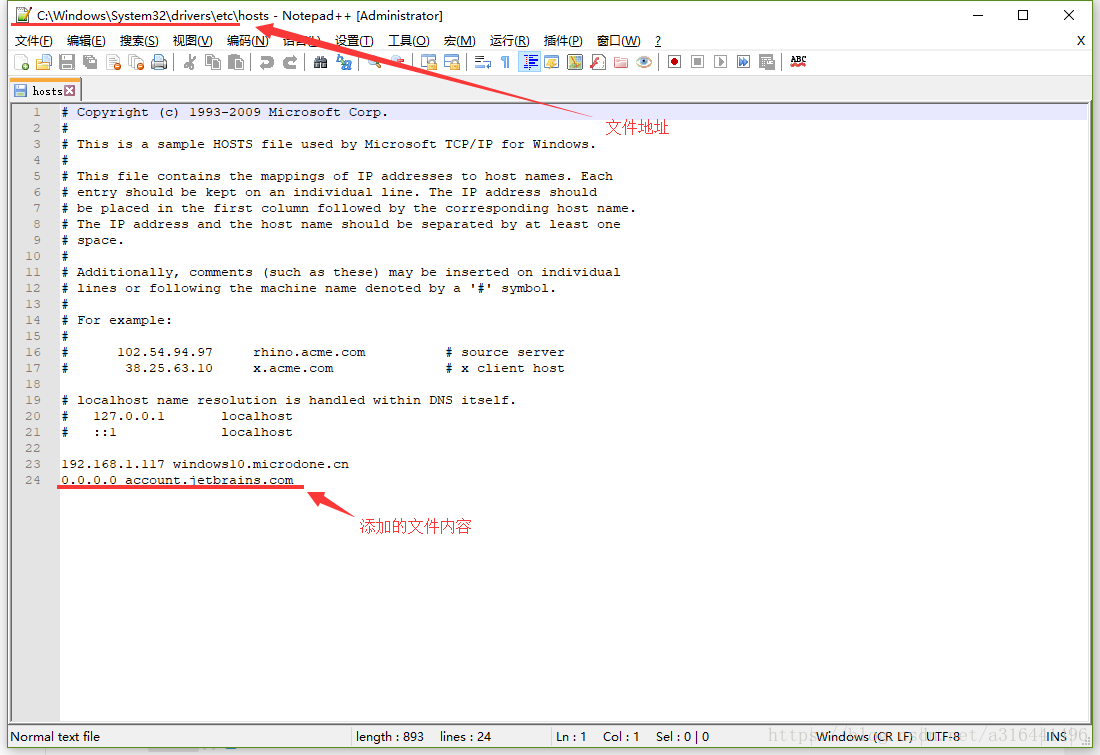 C:\Windows\System32\drivers\etc\hosts - Notepad++ [Administrator]
文件(F) 编辑(E) 搜索(S) 视图(V) 编码(N) 语言(L) 设置(T) 工具(O) 宏(M) 运行(R) 插件(P) 窗口(W) ? X
ABC
hosts
文件地址
1 # Copyright (c) 1993-2009 Microsoft Corp.
2 #
3 # This is a sample HOSTS file used by Microsoft TCP/IP for Windows.
4 #
5 # This file contains the mappings of IP addresses to host names. Each
6 # entry should be kept on an individual line. The IP address should
7 # be placed in the first column followed by the corresponding host name.
8 # The IP address and the host name should be separated by at least one
9 # space.
10 #
11 # Additionally, comments (such as these) may be inserted on individual
12 # lines or following the machine name denoted by a '#' symbol.
13 #
14 # For example:
15 #
16 # 102.54.94.97 rhino.acme.com # source server
17 # 38.25.63.10 x.acme.com # x client host
18
19 # localhost name resolution is handled within DNS itself.
20 # 127.0.0.1 localhost
21 # ::1 localhost
22
23 192.168.1.117 windows10.microdone.cn
24 0.0.0.0 account.jetbrains.com
添加的文件内容
Normal text file length : 893 lines : 24 Ln : 1 Col : 1 Sel : 0 | 0 Windows (CR LF) UTF-8 INS